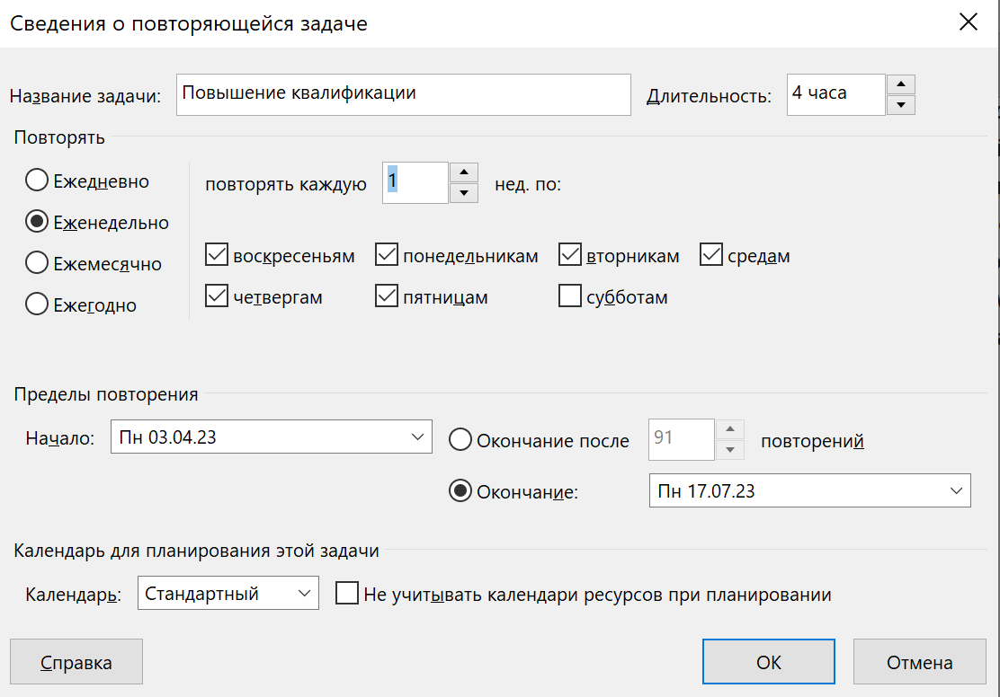 Сведения о повторяющейся задаче
Название задачи: Повышение квалификации Длительность: 4 часа
Повторять
Ежедневно
Еженедельно
Ежемесячно
Ежегодно
повторять каждую 1 нед. по:
воскресеньям понедельникам вторникам средам
четвергам пятницам субботам
Пределы повторения
Начало: Пн 03.04.23 Окончание после 91 повторений
Окончание: Пн 17.07.23
Календарь для планирования этой задачи
Календарь: Стандартный Не учитывать календари ресурсов при планировании
Справка ОК Отмена